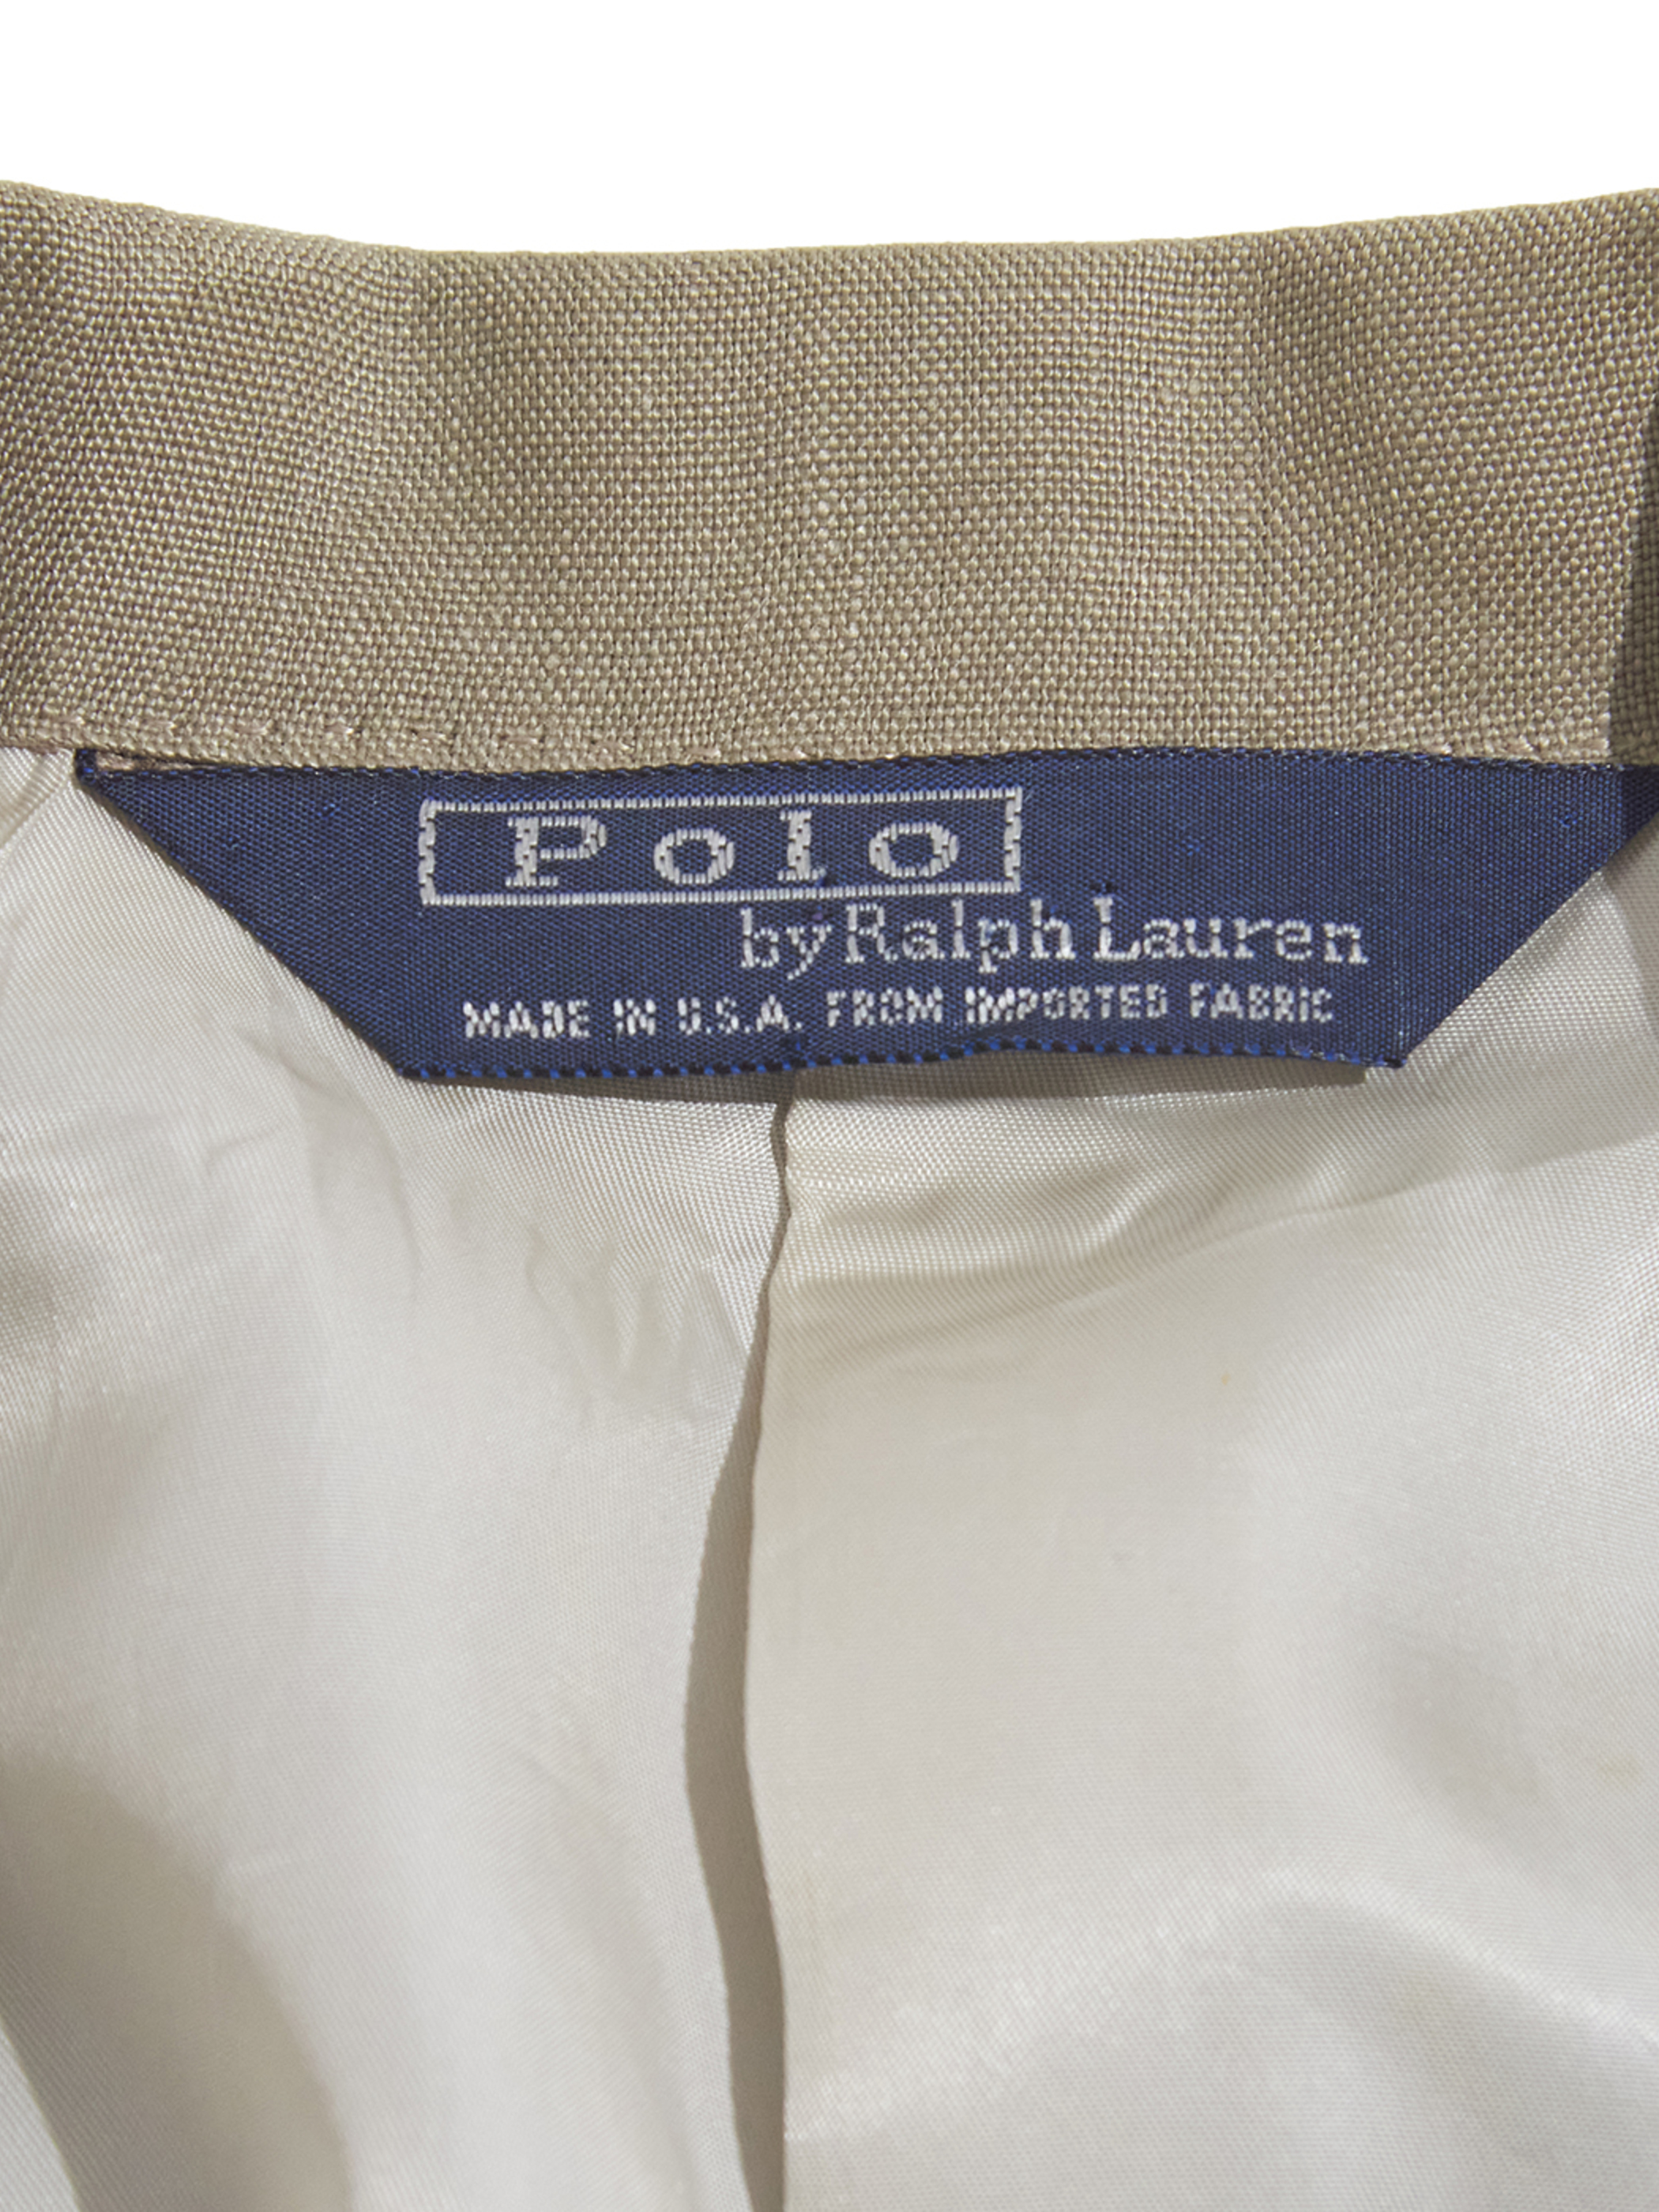 Polo
by Ralph Lauren
MADE IN U.S.A. FROM IMPORTED FABRIC